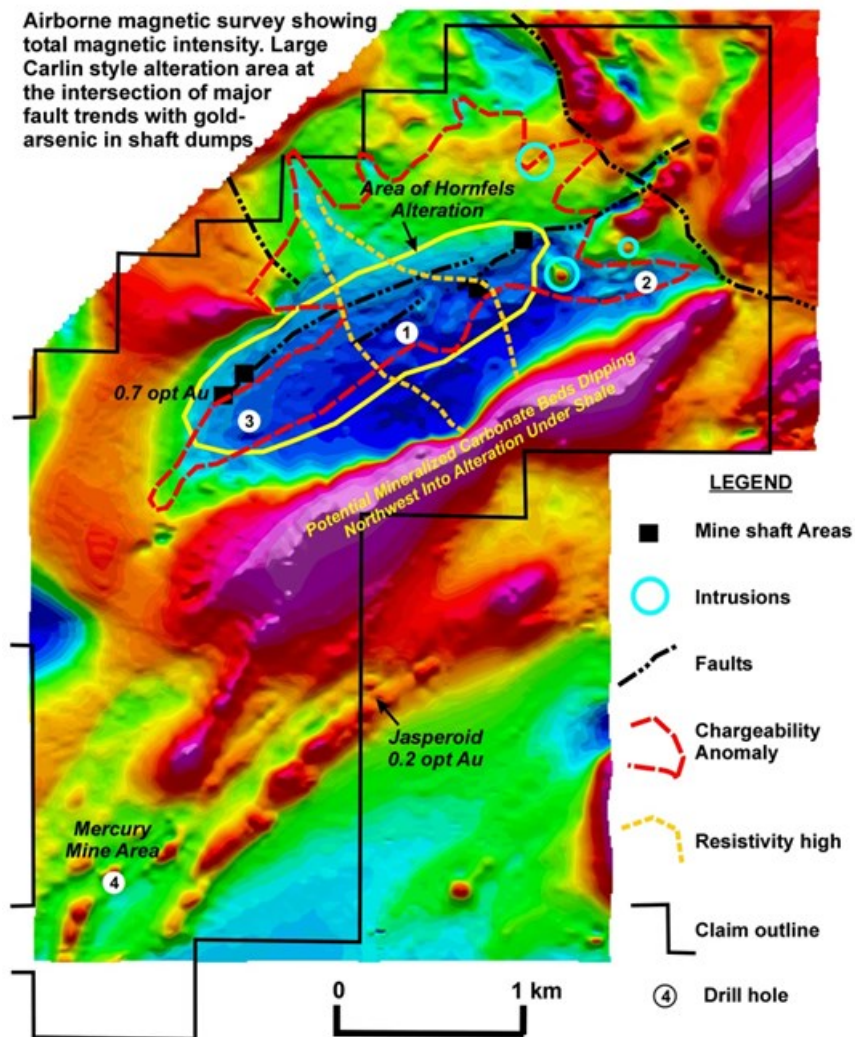 Airborne magnetic survey showing
total magnetic intensity. Large
Carlin style alteration area at
the intersection of major
fault trends with gold-
arsenic in shaft dumps
Area of Hornfels
Alteration
2
1
0.7 opt Au
3
Potential Mineralized Carbonate Beds Dipping
Northwest Into Alteration Under Shale
Jasperoid
0.2 opt Au
Mercury
Mine Area
4
LEGEND
Mine shaft Areas
Intrusions
Faults
Chargeability
Anomaly
Resistivity high
Claim outline
4 Drill hole
0 1 km